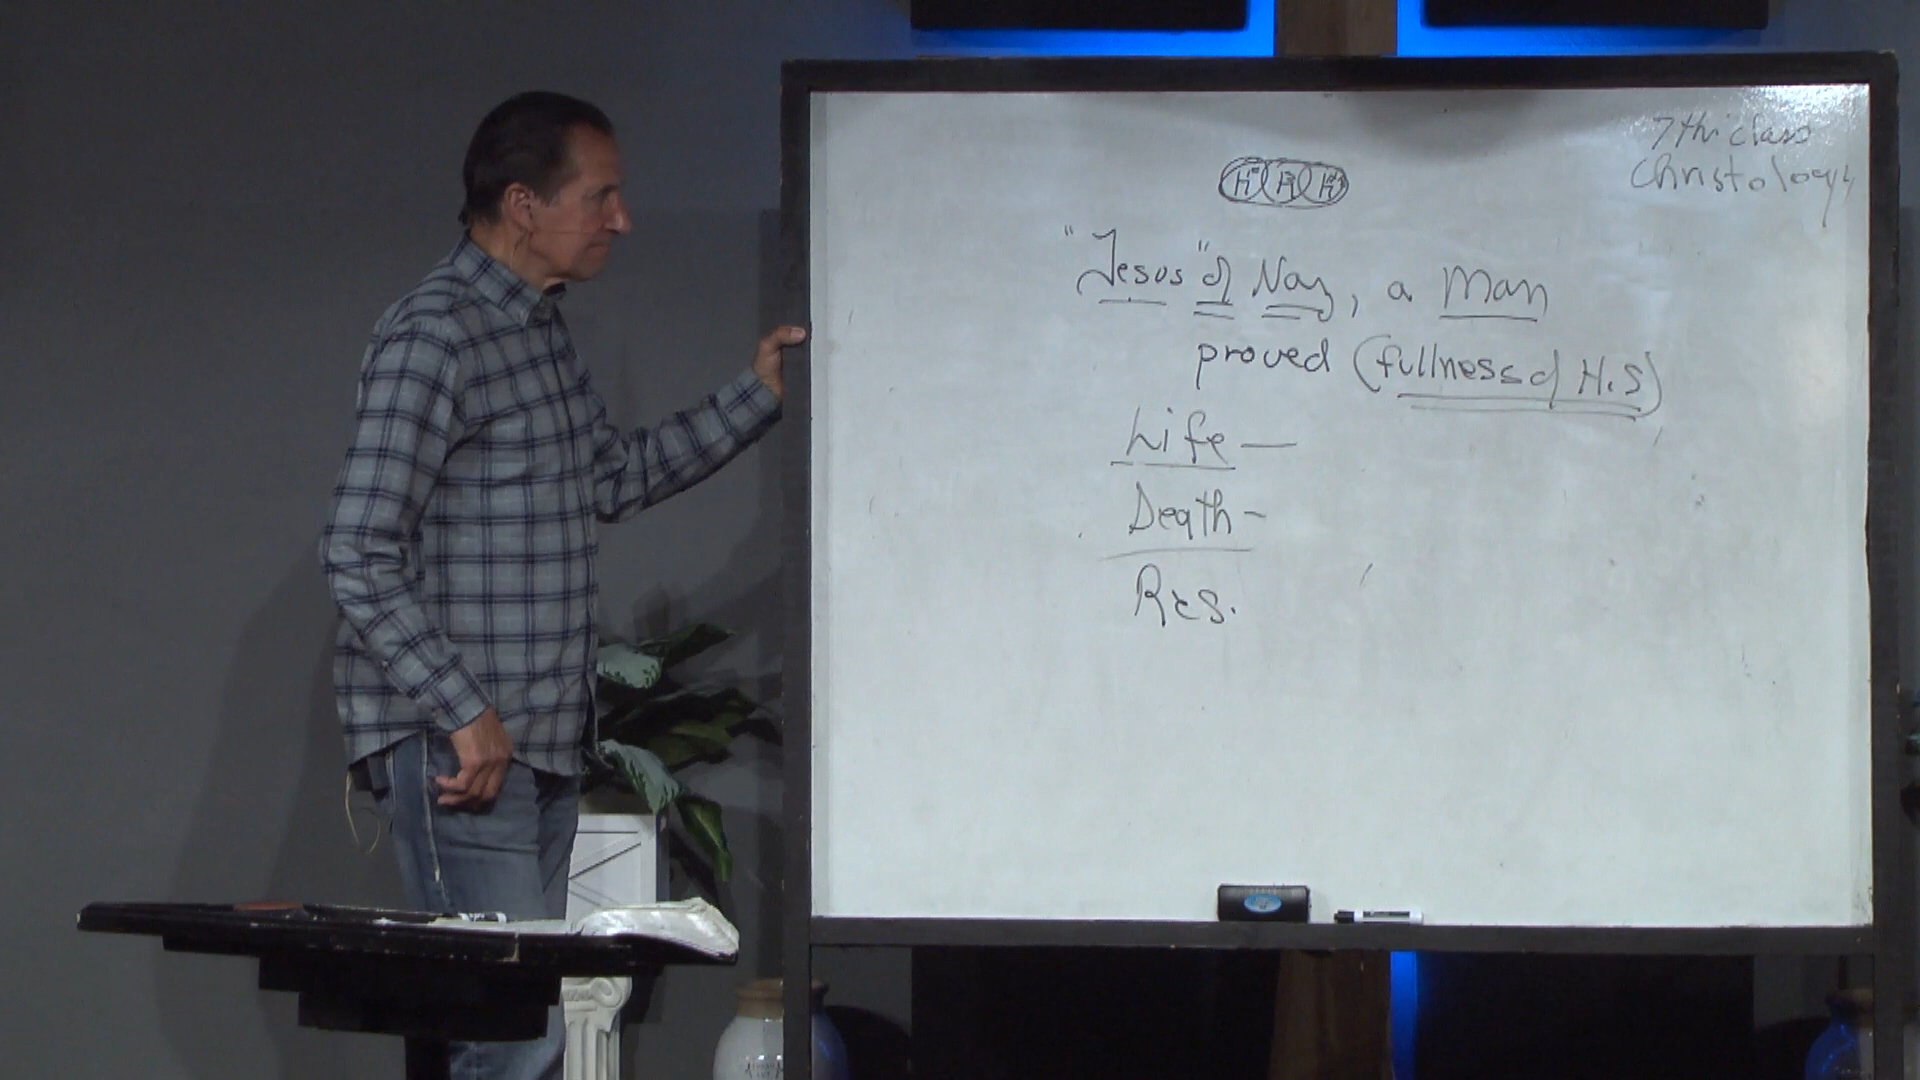 7th class
Christology
"Jesus" of Naz, a Man
proved (fullness of H.S)
Life —
Death -
Res.